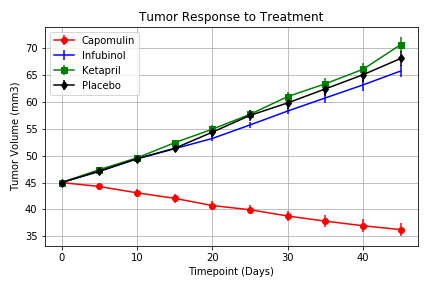 Tumor Response to Treatment
Capomulin
Infubinol
Ketapril
Placebo
Tumor Volume (mm3)
70
65
60
55
50
45
40
35
0
10
20
30
40
Timepoint (Days)